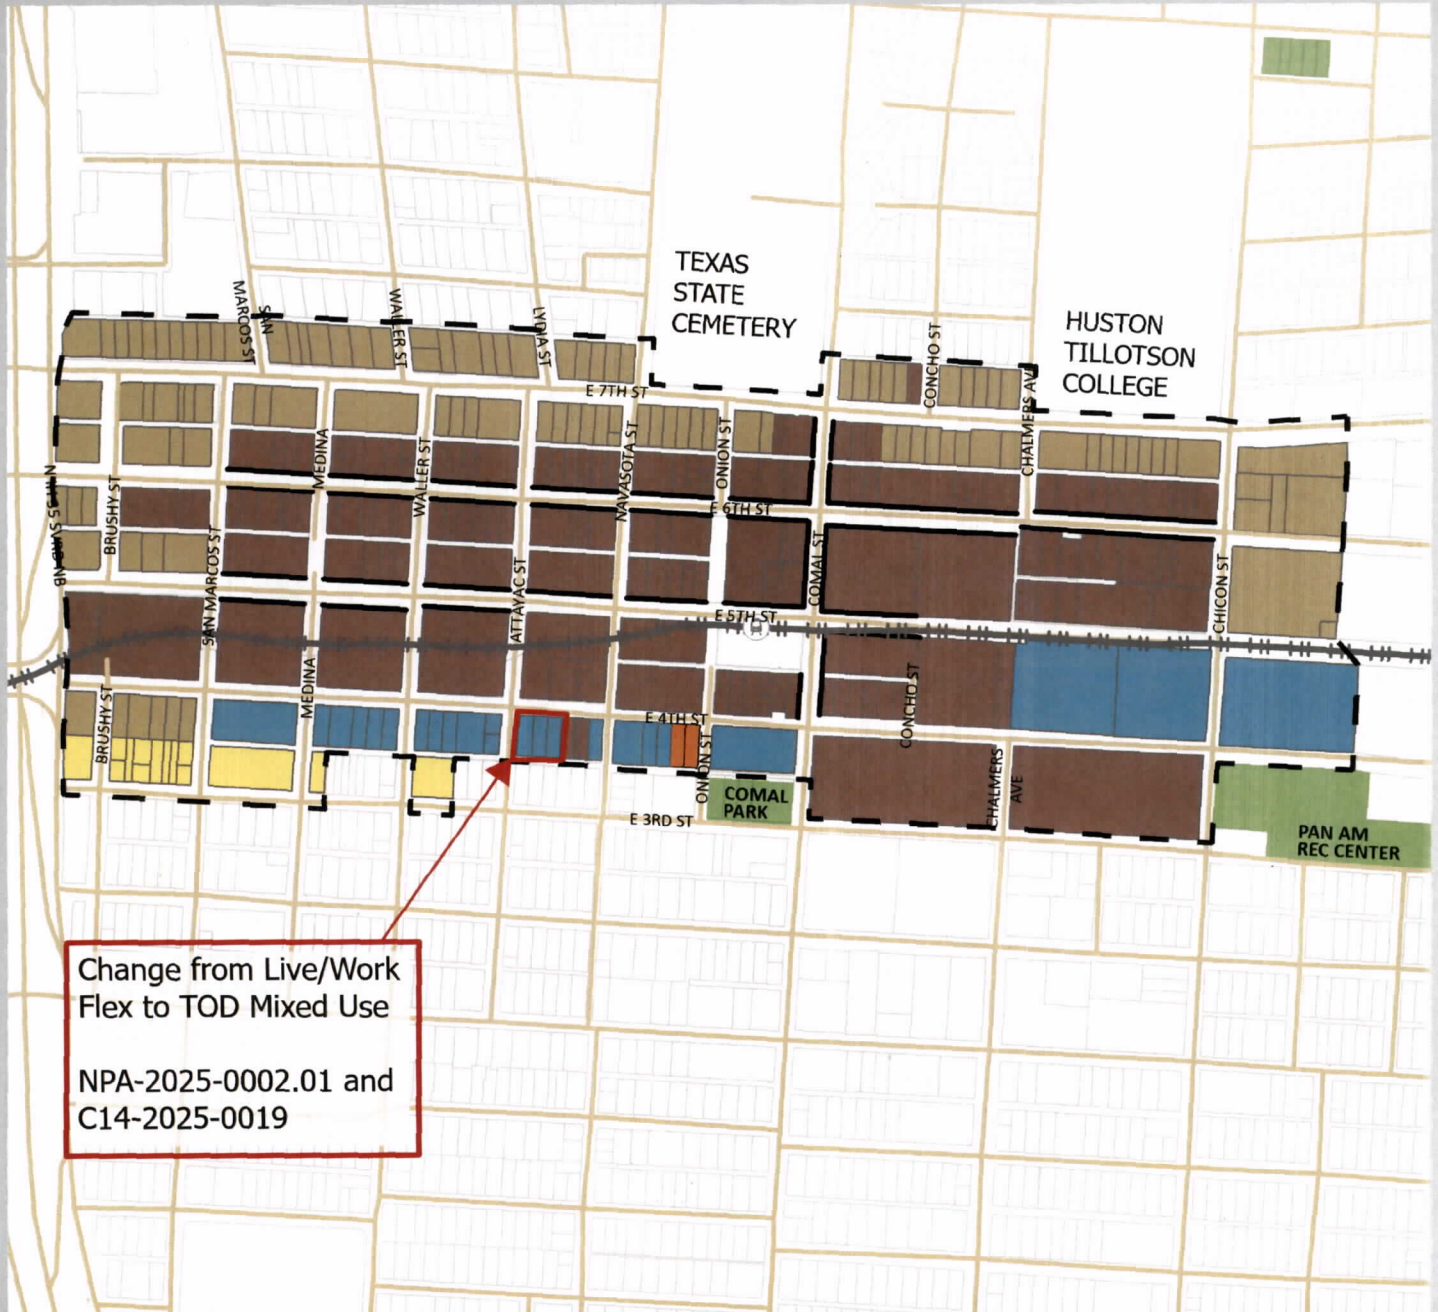 TEXAS
STATE
CEMETERY
HUSTON
TILLOTSON
COLLEGE
SAN
MARCOS ST
WALLER ST
LYDIA ST
CONCHO ST
CHALMERS AVE
E 7TH ST
MEDINA
WALLER ST
NAVASOTA ST
ONION ST
E 6TH ST
BRUSHY ST
SAN MARCOS ST
ATTAYAC ST
COMAL ST
CHICON ST
E 5TH ST
BRUSHY ST
MEDINA
E 4TH ST
ONION ST
CONCHO ST
CHALMERS
AVE
COMAL
PARK
E 3RD ST
PAN AM
REC CENTER
Change from Live/Work
Flex to TOD Mixed Use
NPA-2025-0002.01 and
C14-2025-0019